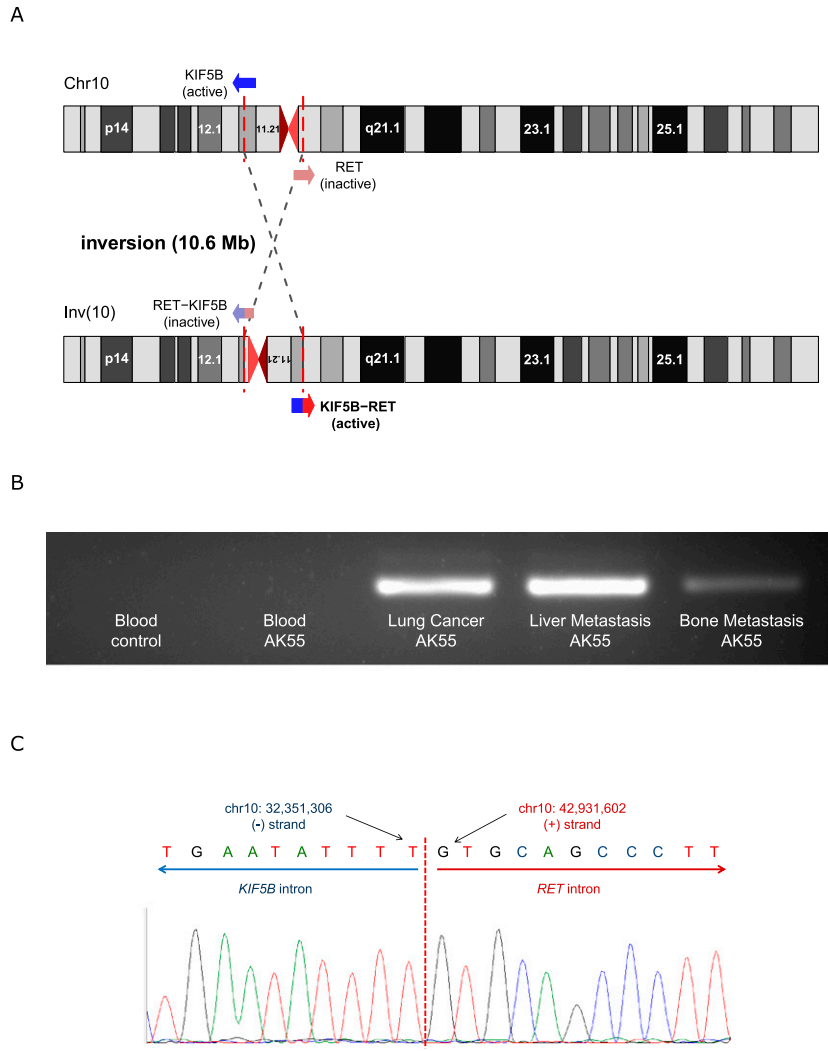 A
KIF5B
(active)
Chr10
p14
12.1
11.21
q21.1
23.1
25.1
RET
(inactive)
inversion (10.6 Mb)
RET−KIF5B
(inactive)
Inv(10)
p14
12.1
11.21
q21.1
23.1
25.1
KIF5B−RET
(active)
B
Blood
control
Blood
AK55
Lung Cancer
AK55
Liver Metastasis
AK55
Bone Metastasis
AK55
C
chr10: 32,351,306
(-) strand
chr10: 42,931,602
(+) strand
T G A A T A T T T T G T G C A G C C C T T
KIF5B intron
RET intron